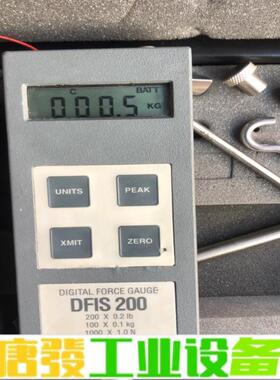 C BATT
000.5 KG
UNITS PEAK
XMIT ZERO
DIGITAL FORCE GAUGE
DFIS 200
200 X 0.2 lb
100 X 0.1 kg
1000 X 1.0 N
唐發工业设备